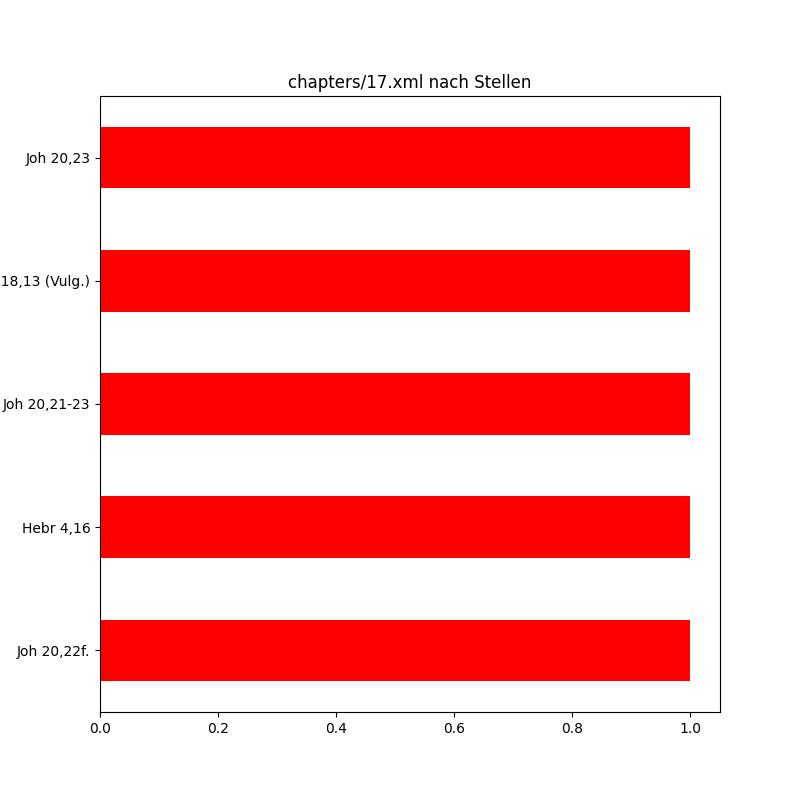 chapters/17.xml nach Stellen
Joh 20,23
18,13 (Vulg.)
Joh 20,21-23
Hebr 4,16
Joh 20,22f.
0.0 0.2 0.4 0.6 0.8 1.0